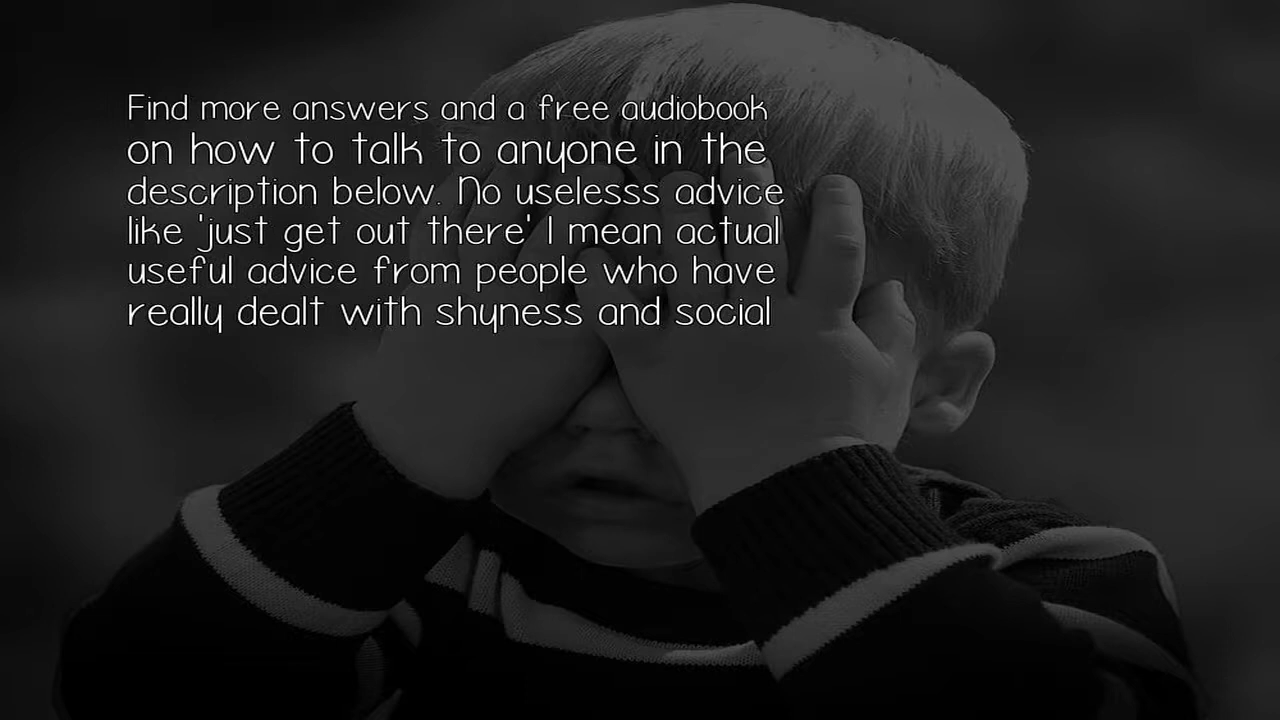 Find more answers and a free audiobook
on how to talk to anyone in the
description below. No uselesss advice
like 'just get out there' I mean actual
useful advice from people who have
really dealt with shyness and social